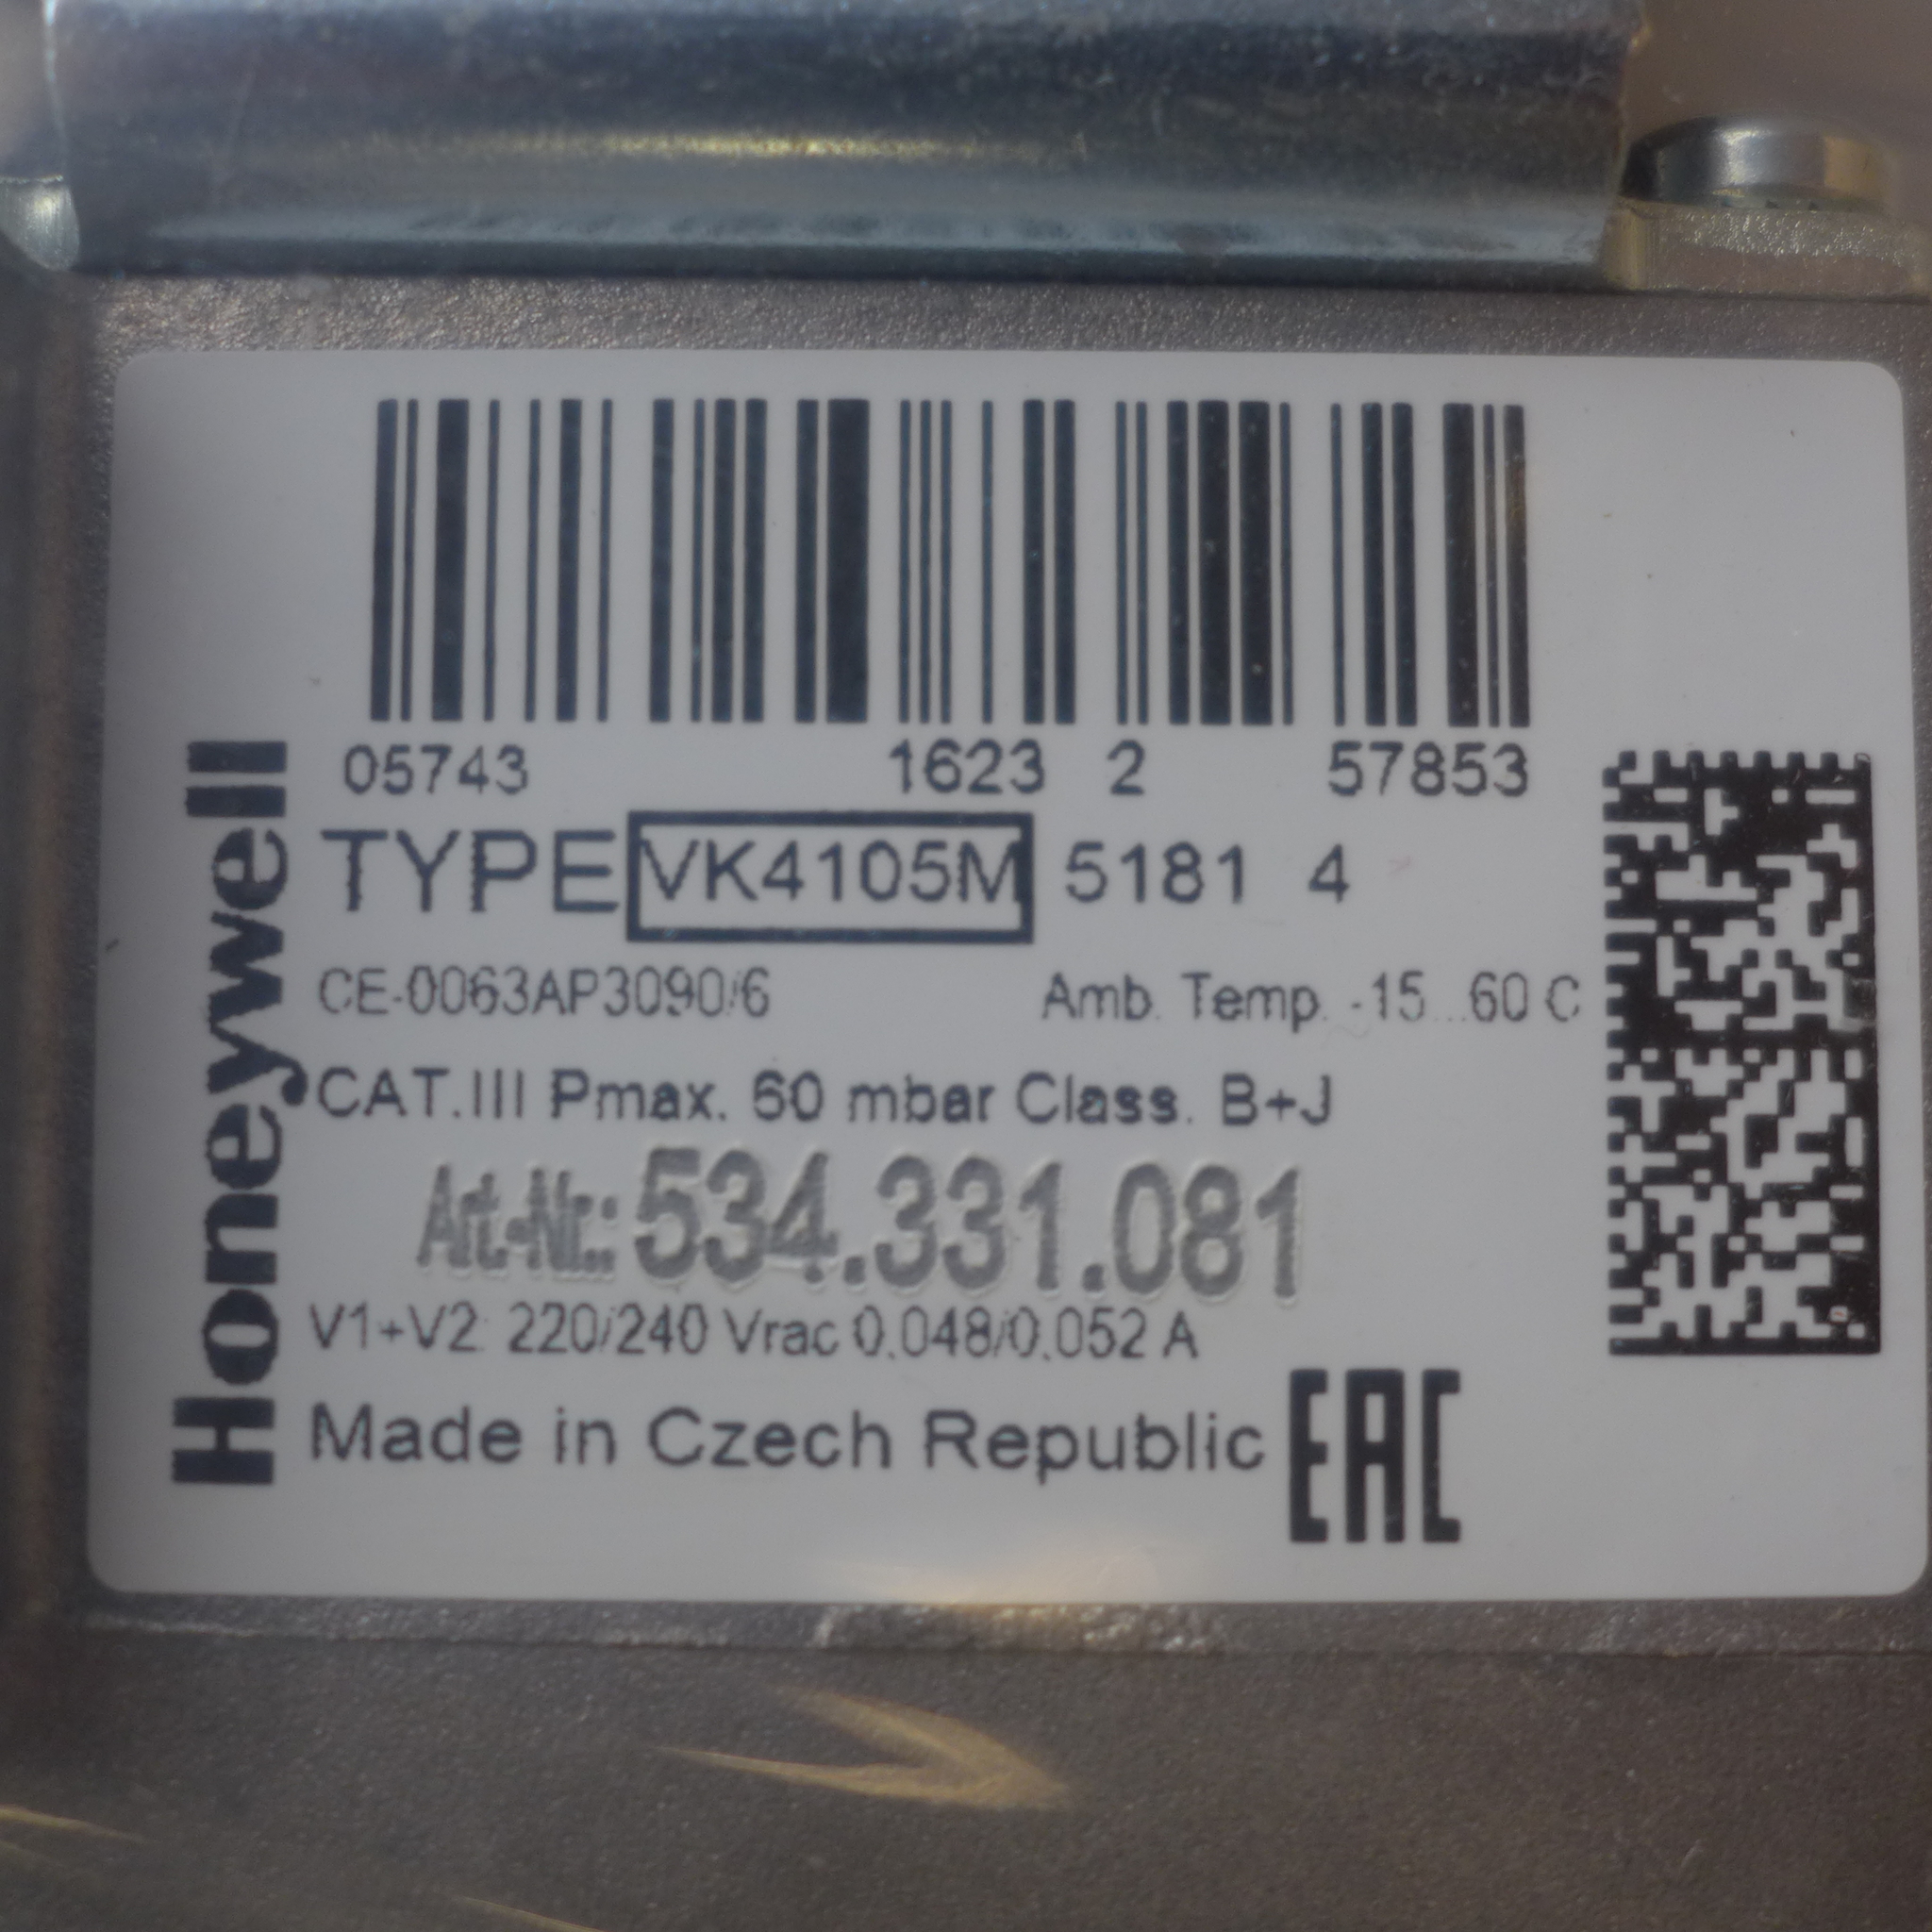 Honeywell
05743 1623 2 57853
TYPE VK4105M 5181 4
CE-0063AP3090/6 Amb. Temp. -15...60 C
CAT.III Pmax. 60 mbar Class. B+J
Art.-Nr.: 534.331.081
V1+V2: 220/240 Vrac 0.048/0.052 A
Made in Czech Republic EAC